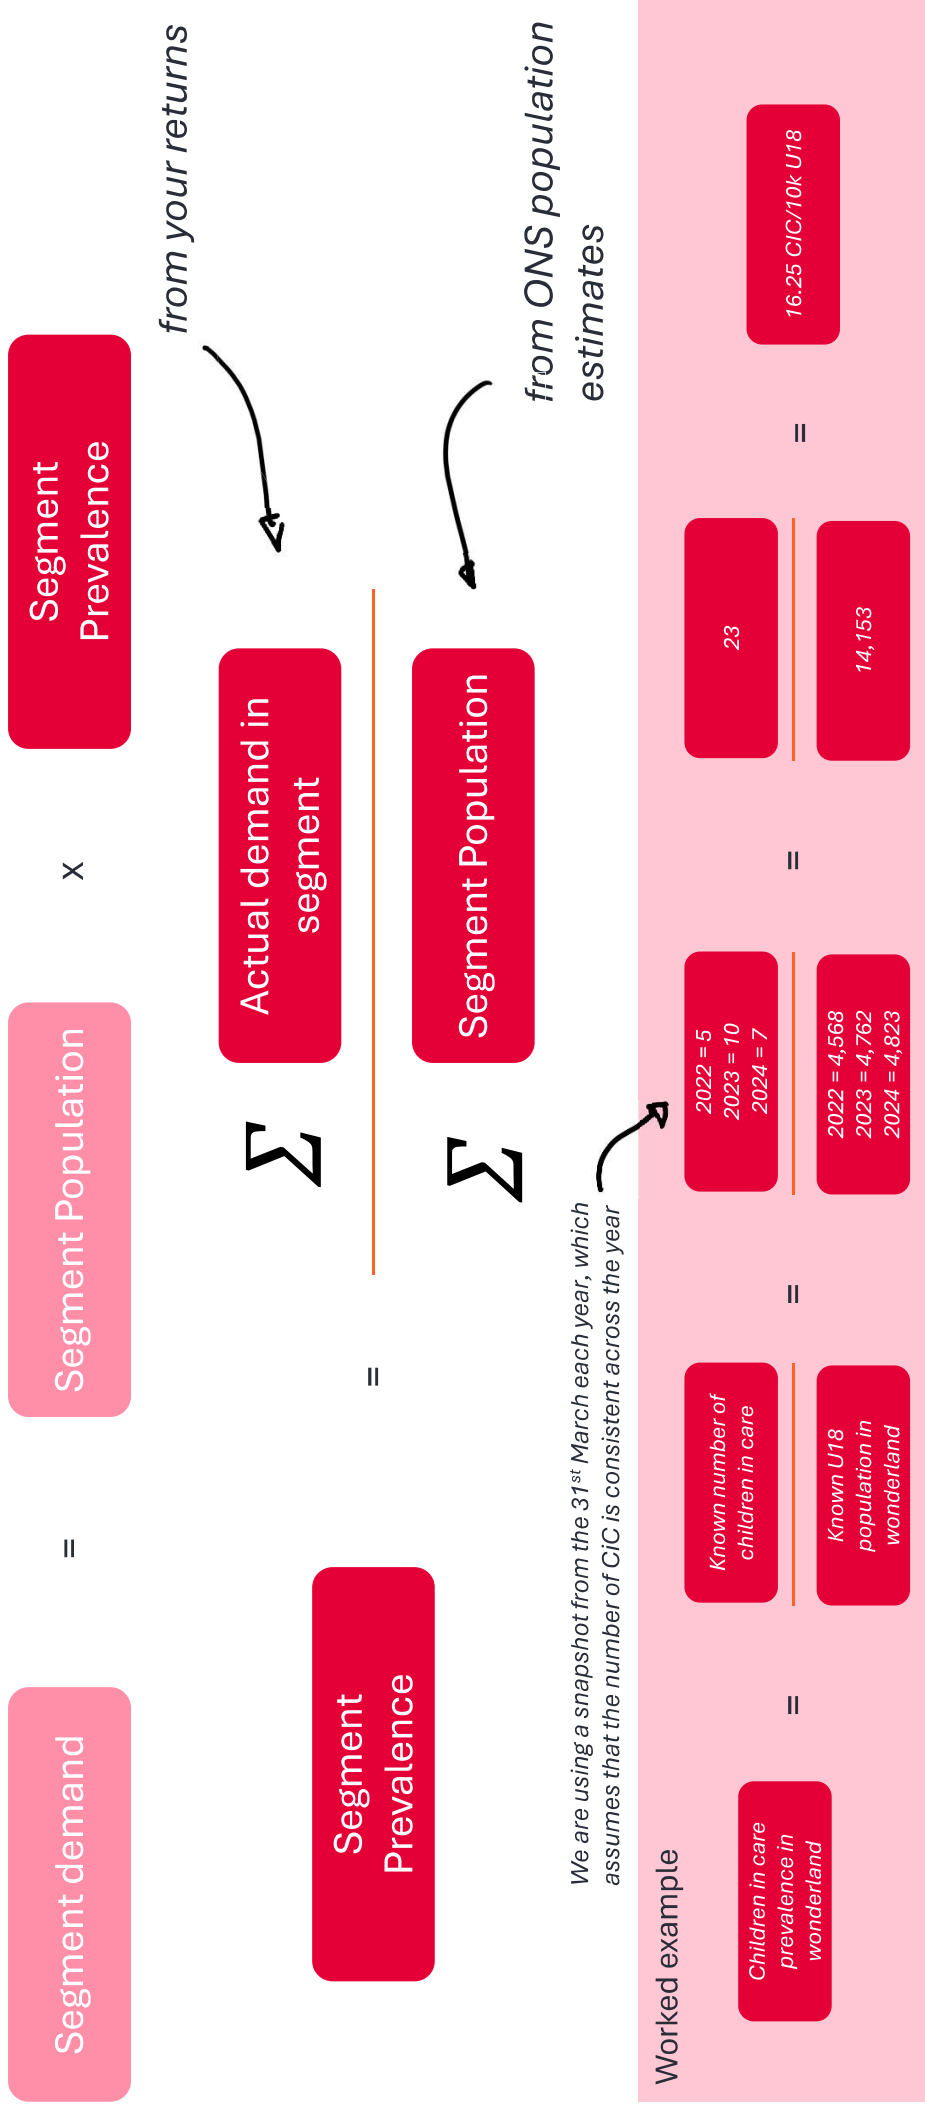 Segment demand
=
Segment Population
x
Segment
Prevalence
from your returns
Segment
Prevalence
=
Σ
Actual demand in
segment
Σ
Segment Population
from ONS population
estimates
We are using a snapshot from the 31st March each year, which
assumes that the number of CiC is consistent across the year
Worked example
Children in care
prevalence in
wonderland
=
Known number of
children in care
Known U18
population in
wonderland
=
2022 = 5
2023 = 10
2024 = 7
2022 = 4,568
2023 = 4,762
2024 = 4,823
=
23
14,153
=
16.25 CIC/10k U18